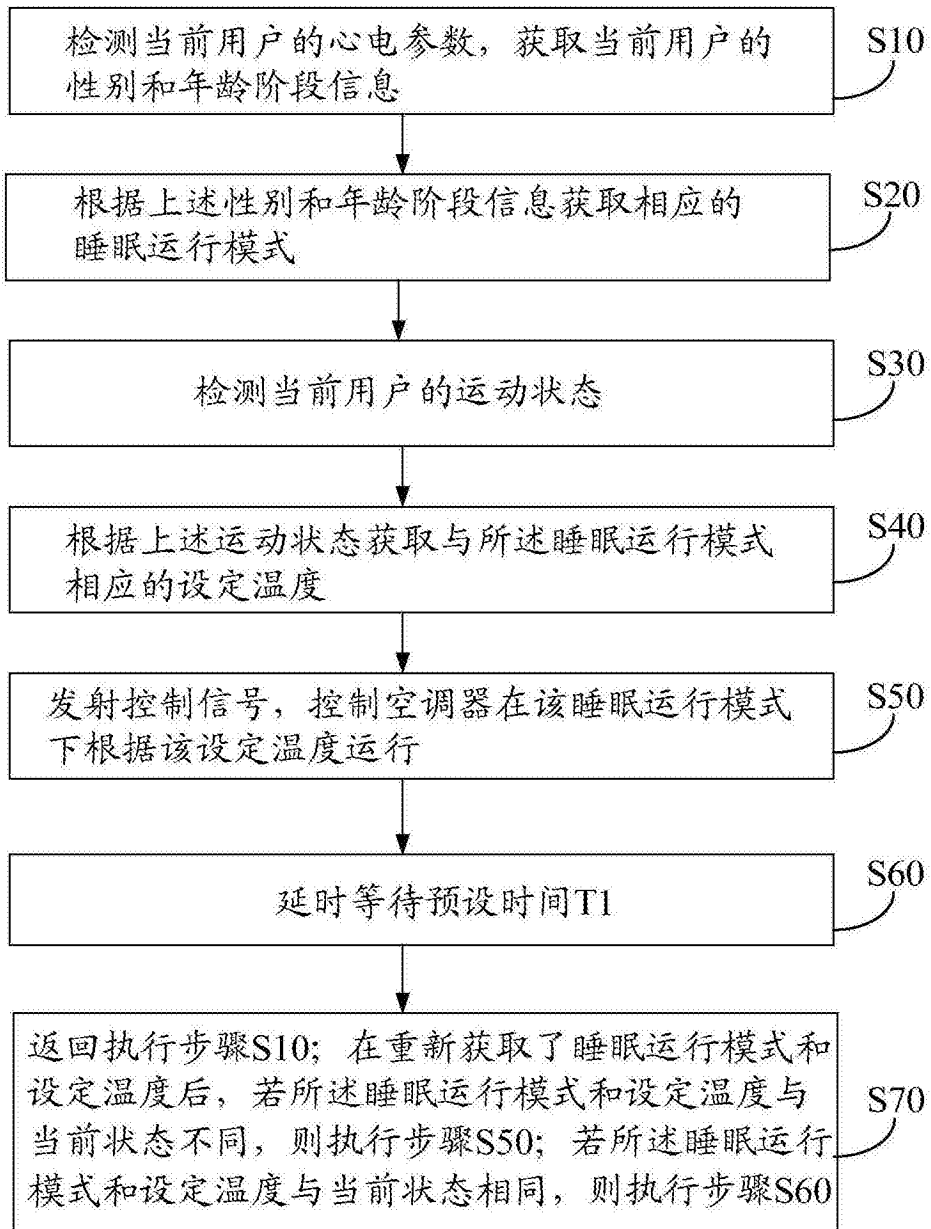 检测当前用户的心电参数，获取当前用户的
性别和年龄阶段信息
S10
根据上述性别和年龄阶段信息获取相应的
睡眠运行模式
S20
检测当前用户的运动状态
S30
根据上述运动状态获取与所述睡眠运行模式
相应的设定温度
S40
发射控制信号，控制空调器在该睡眠运行模式
下根据该设定温度运行
S50
延时等待预设时间T1
S60
返回执行步骤S10；在重新获取了睡眠运行模式和
设定温度后，若所述睡眠运行模式和设定温度与
当前状态不同，则执行步骤S50；若所述睡眠运行
模式和设定温度与当前状态相同，则执行步骤S60
S70